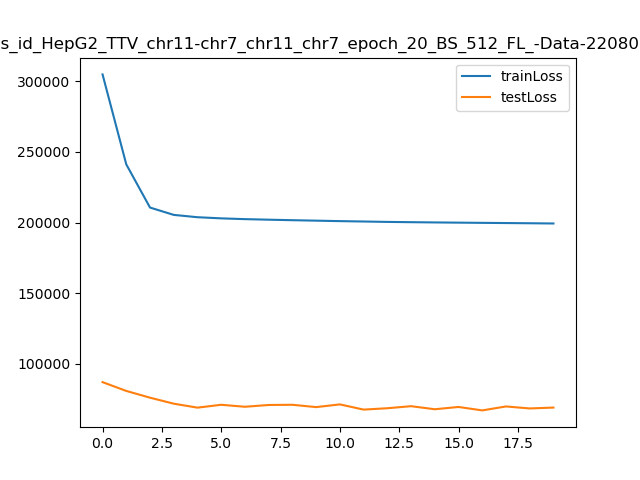 s_id_HepG2_TTV_chr11-chr7_chr11_chr7_epoch_20_BS_512_FL_-Data-22080
trainLoss
testLoss
300000
250000
200000
150000
100000
0.0 2.5 5.0 7.5 10.0 12.5 15.0 17.5